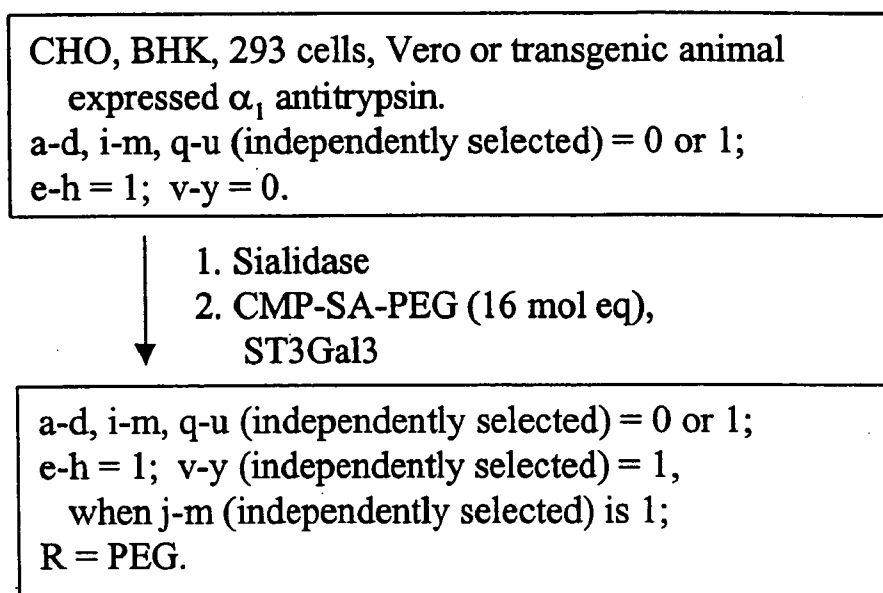 CHO, BHK, 293 cells, Vero or transgenic animal
expressed α₁ antitrypsin.
a-d, i-m, q-u (independently selected) = 0 or 1;
e-h = 1; v-y = 0.
1. Sialidase
2. CMP-SA-PEG (16 mol eq),
ST3Gal3
a-d, i-m, q-u (independently selected) = 0 or 1;
e-h = 1; v-y (independently selected) = 1,
when j-m (independently selected) is 1;
R = PEG.